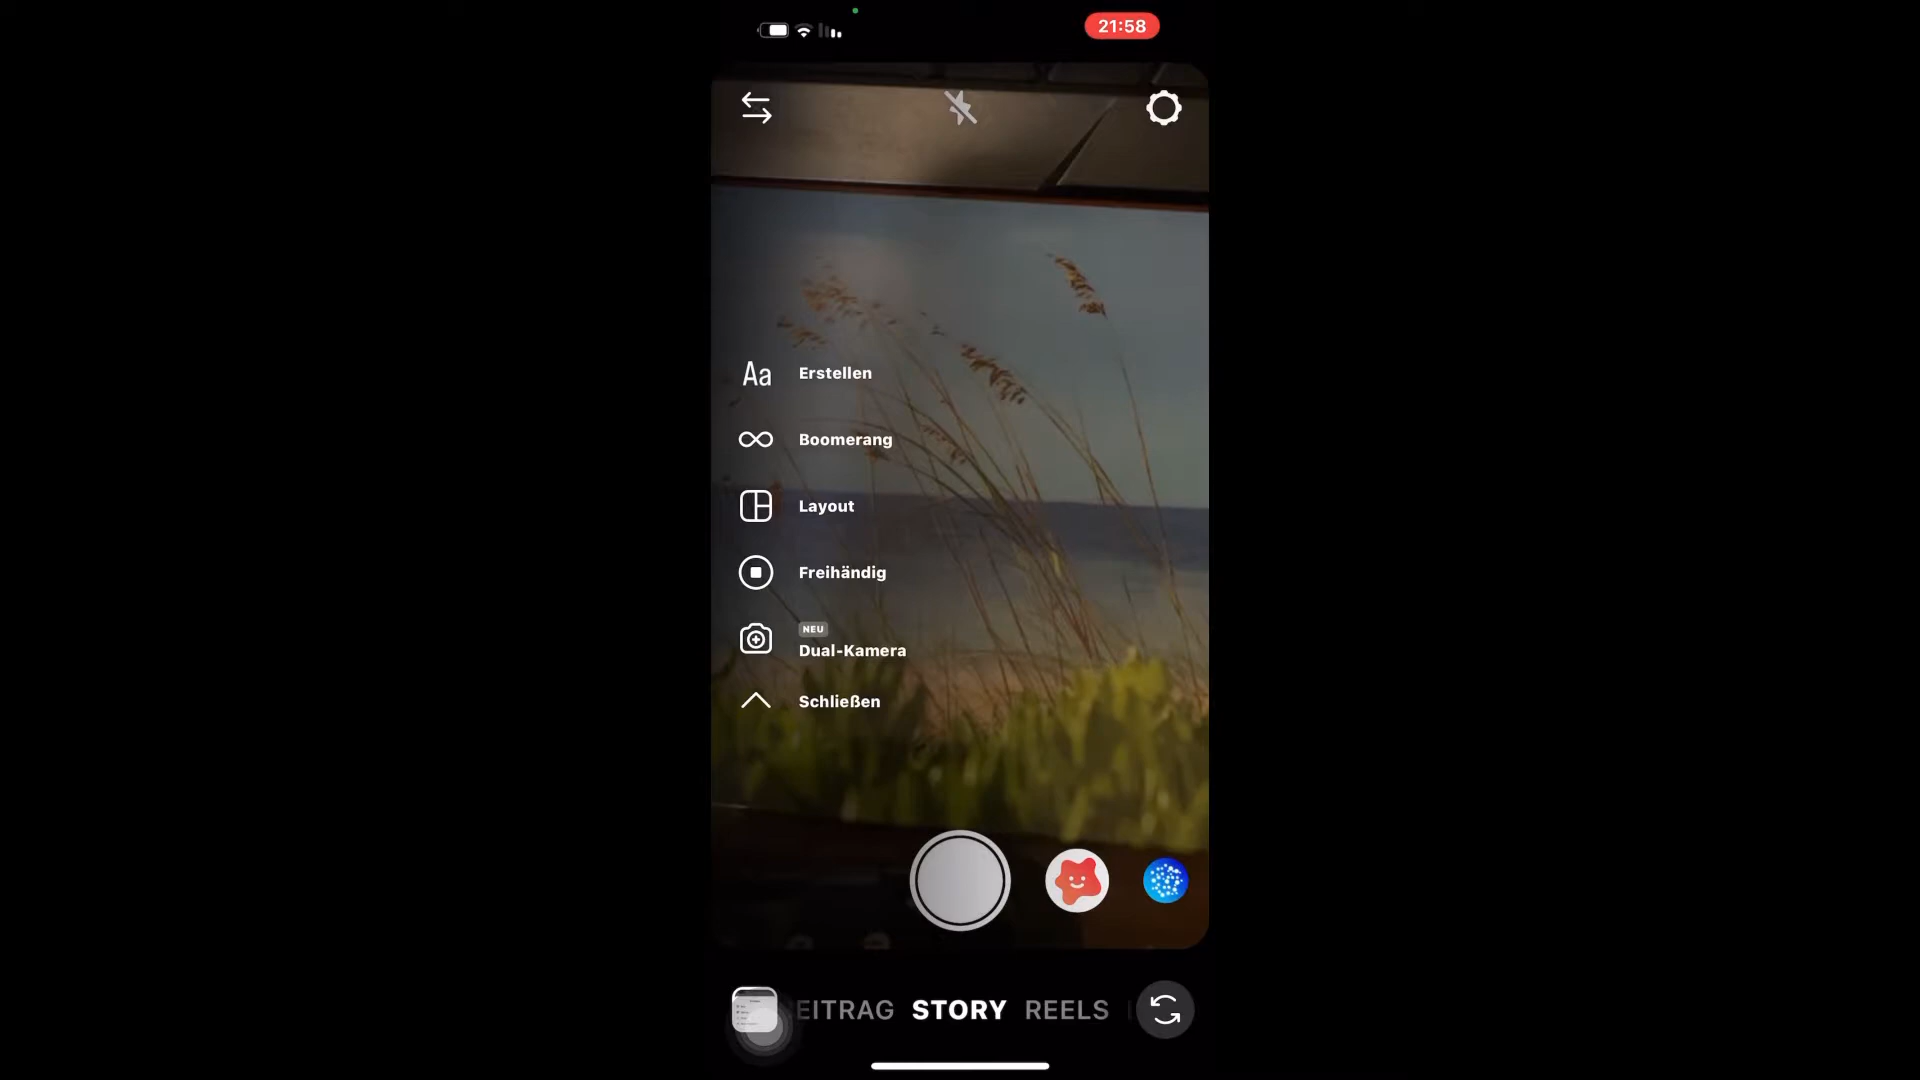 21:58
Aa Erstellen
Boomerang
Layout
Freihändig
NEU
Dual-Kamera
Schließen
EITRAG STORY REELS